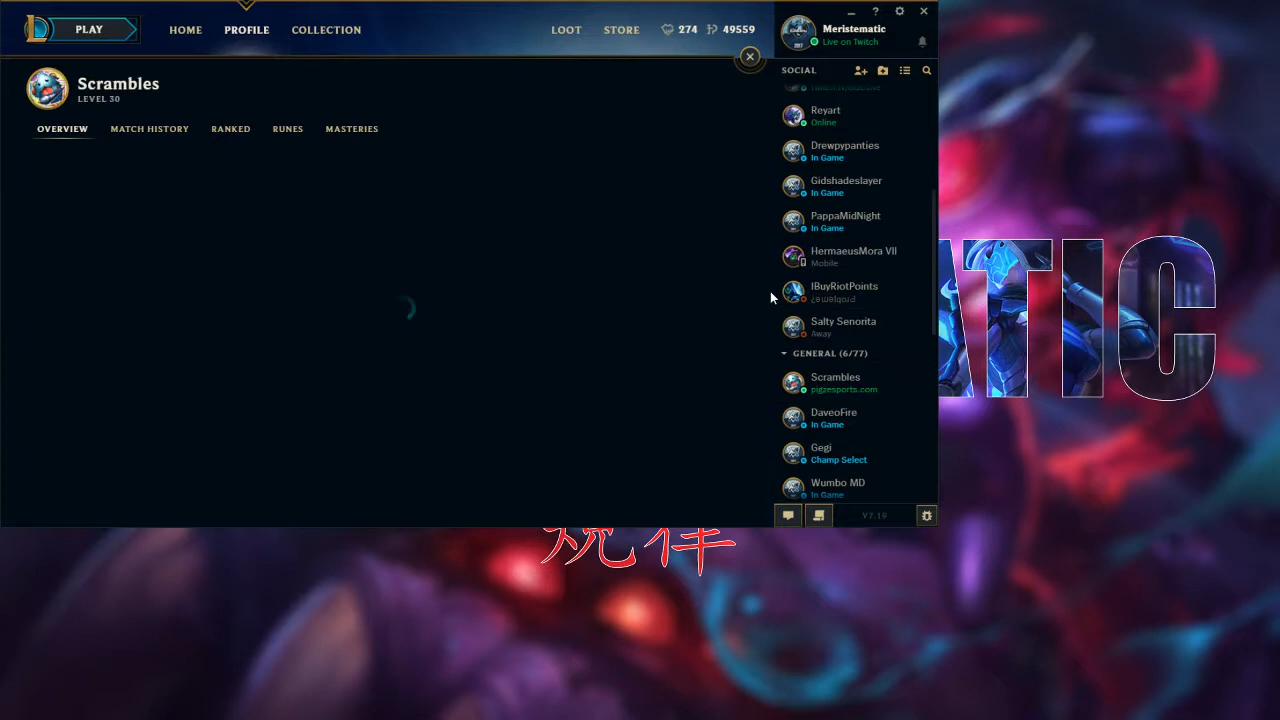 PLAY
HOME
PROFILE
COLLECTION
LOOT
STORE
274
49559
Meristematic
Live on Twitch
Scrambles
LEVEL 30
OVERVIEW
MATCH HISTORY
RANKED
RUNES
MASTERIES
SOCIAL
Reyart
Online
Drewpypanties
In Game
Gidshadeslayer
In Game
PappaMidNight
In Game
HermaeusMora VII
Mobile
IBuyRiotPoints
Salty Senorita
Away
GENERAL (6/77)
Scrambles
pigzesports.com
DaveoFire
In Game
Gegi
Champ Select
Wumbo MD
In Game
V7.19
ATIC
规律